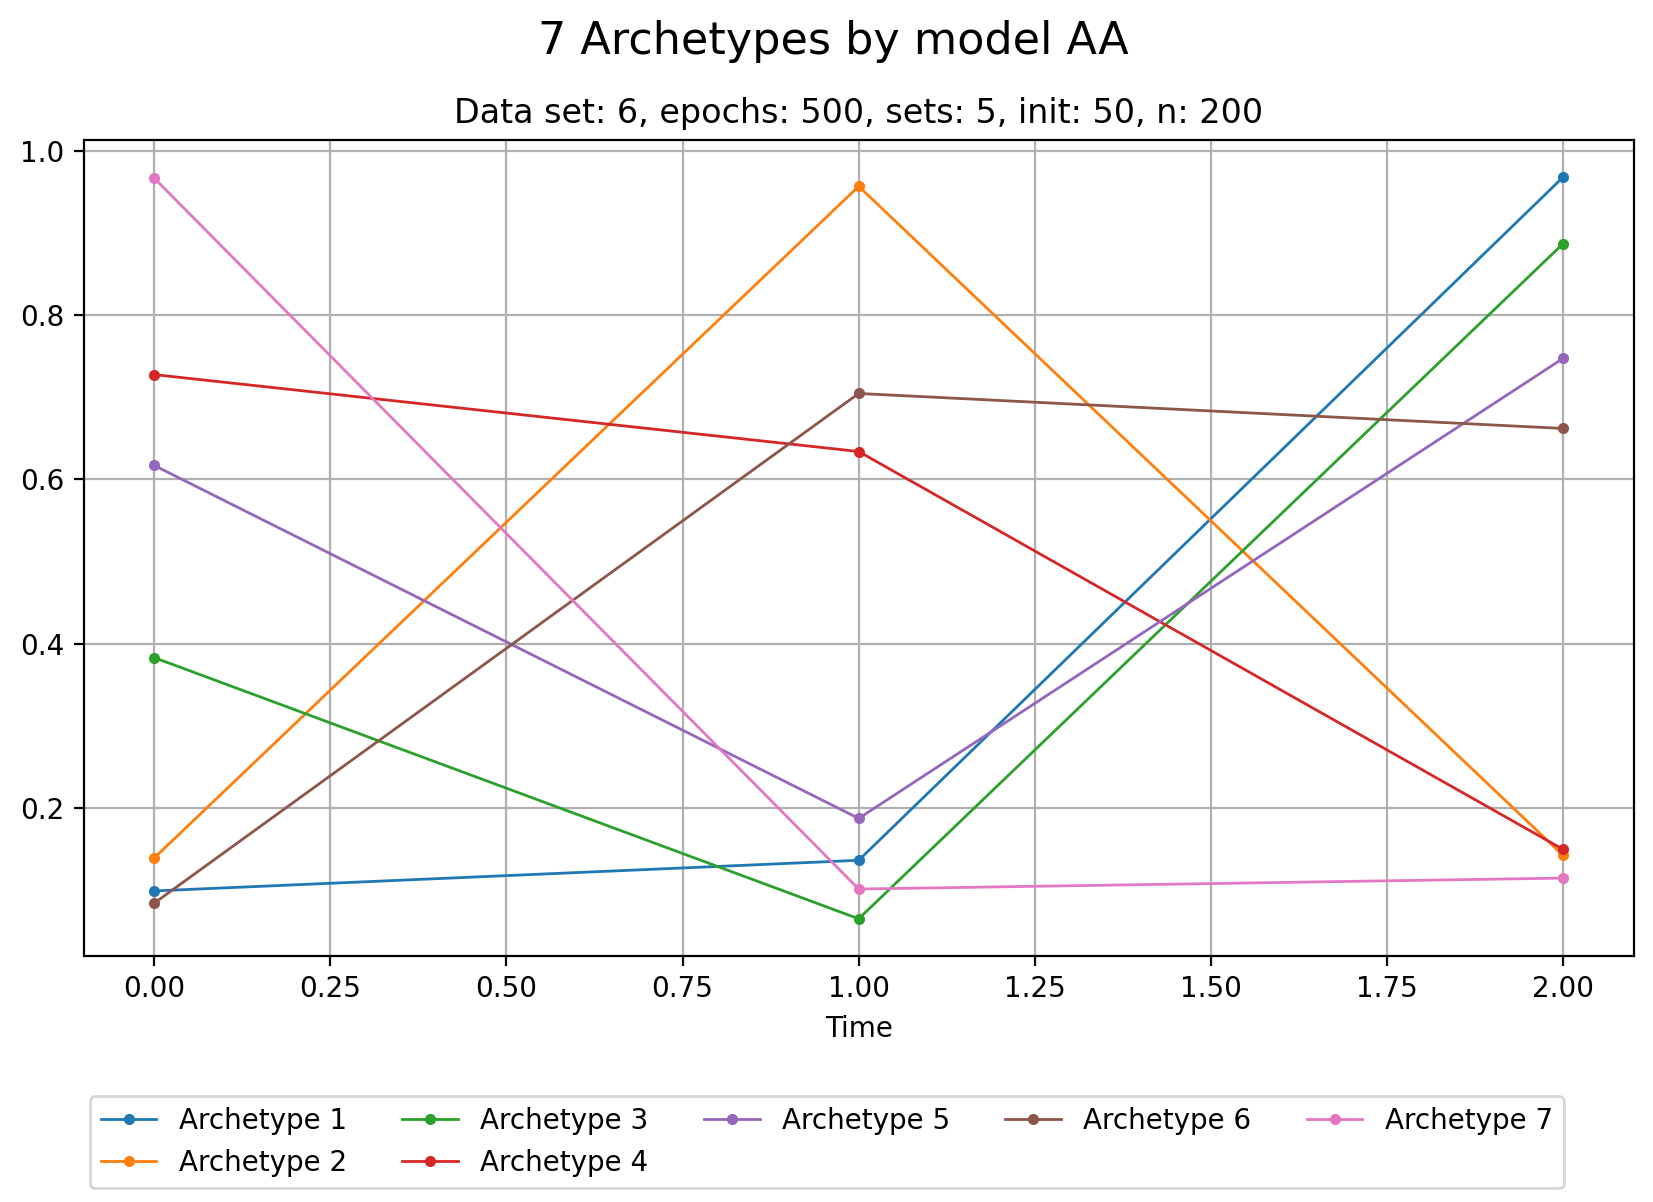 7 Archetypes by model AA
Data set: 6, epochs: 500, sets: 5, init: 50, n: 200
1.0
0.8
0.6
0.4
0.2
0.00 0.25 0.50 0.75 1.00 1.25 1.50 1.75 2.00
Time
Archetype 1 Archetype 3 Archetype 5 Archetype 6 Archetype 7
Archetype 2 Archetype 4